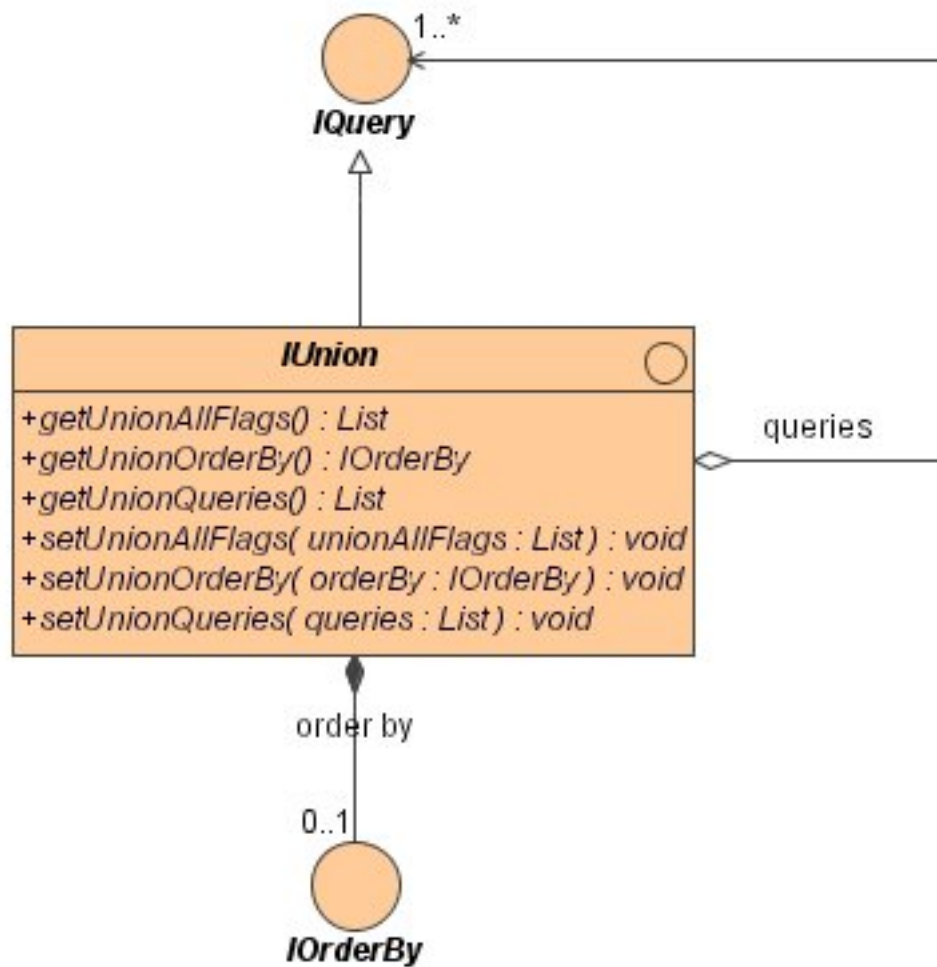 1..*
IQuery
IUnion
+getUnionAllFlags() : List
+getUnionOrderBy() : IOrderBy
+getUnionQueries() : List
+setUnionAllFlags( unionAllFlags : List ) : void
+setUnionOrderBy( orderBy : IOrderBy ) : void
+setUnionQueries( queries : List ) : void
queries
order by
0..1
IOrderBy